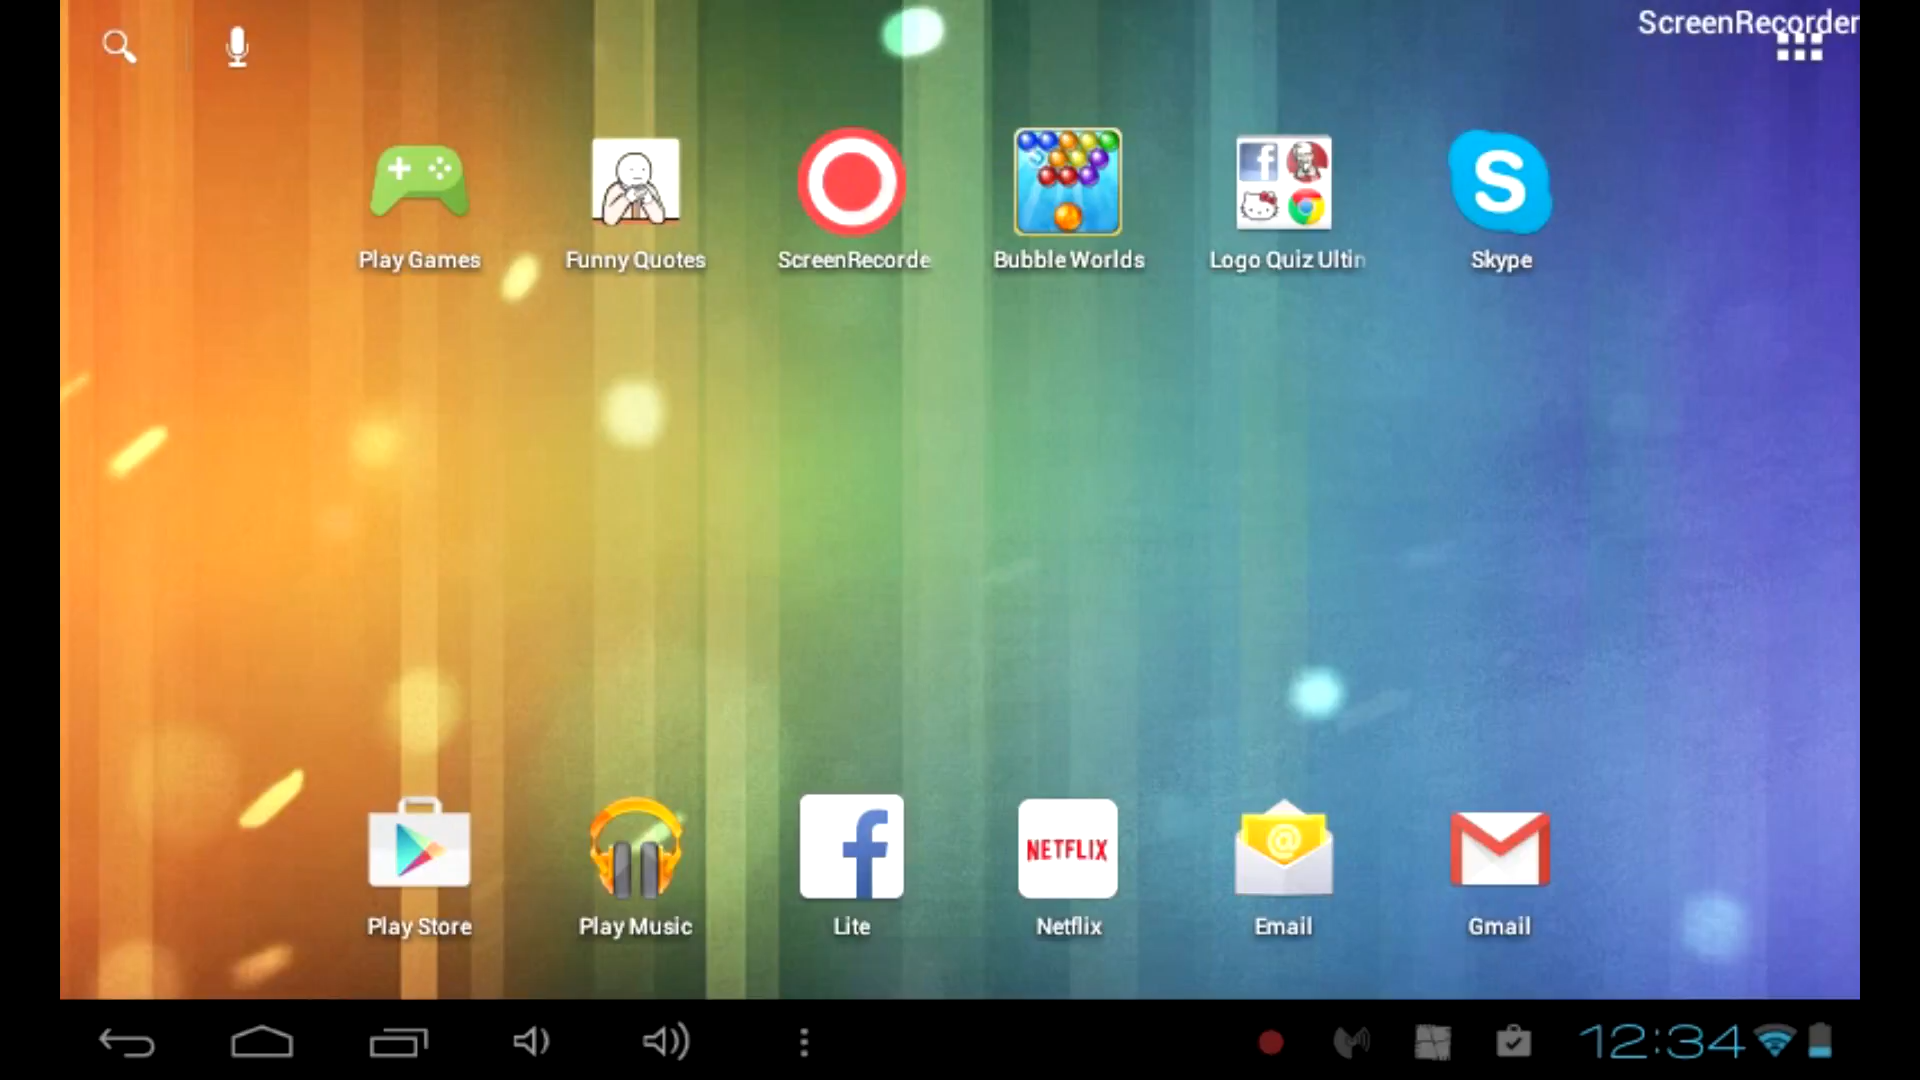 ScreenRecorder
Play Games
Funny Quotes
ScreenRecorde
Bubble Worlds
Logo Quiz Ultin
Skype
NETFLIX
Play Store
Play Music
Lite
Netflix
Email
Gmail
12:34